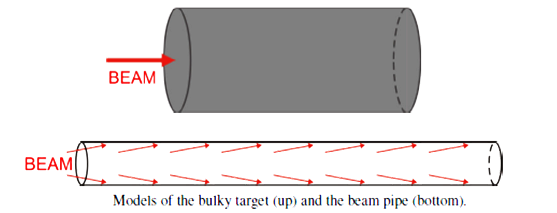 BEAM
BEAM
Models of the bulky target (up) and the beam pipe (bottom).